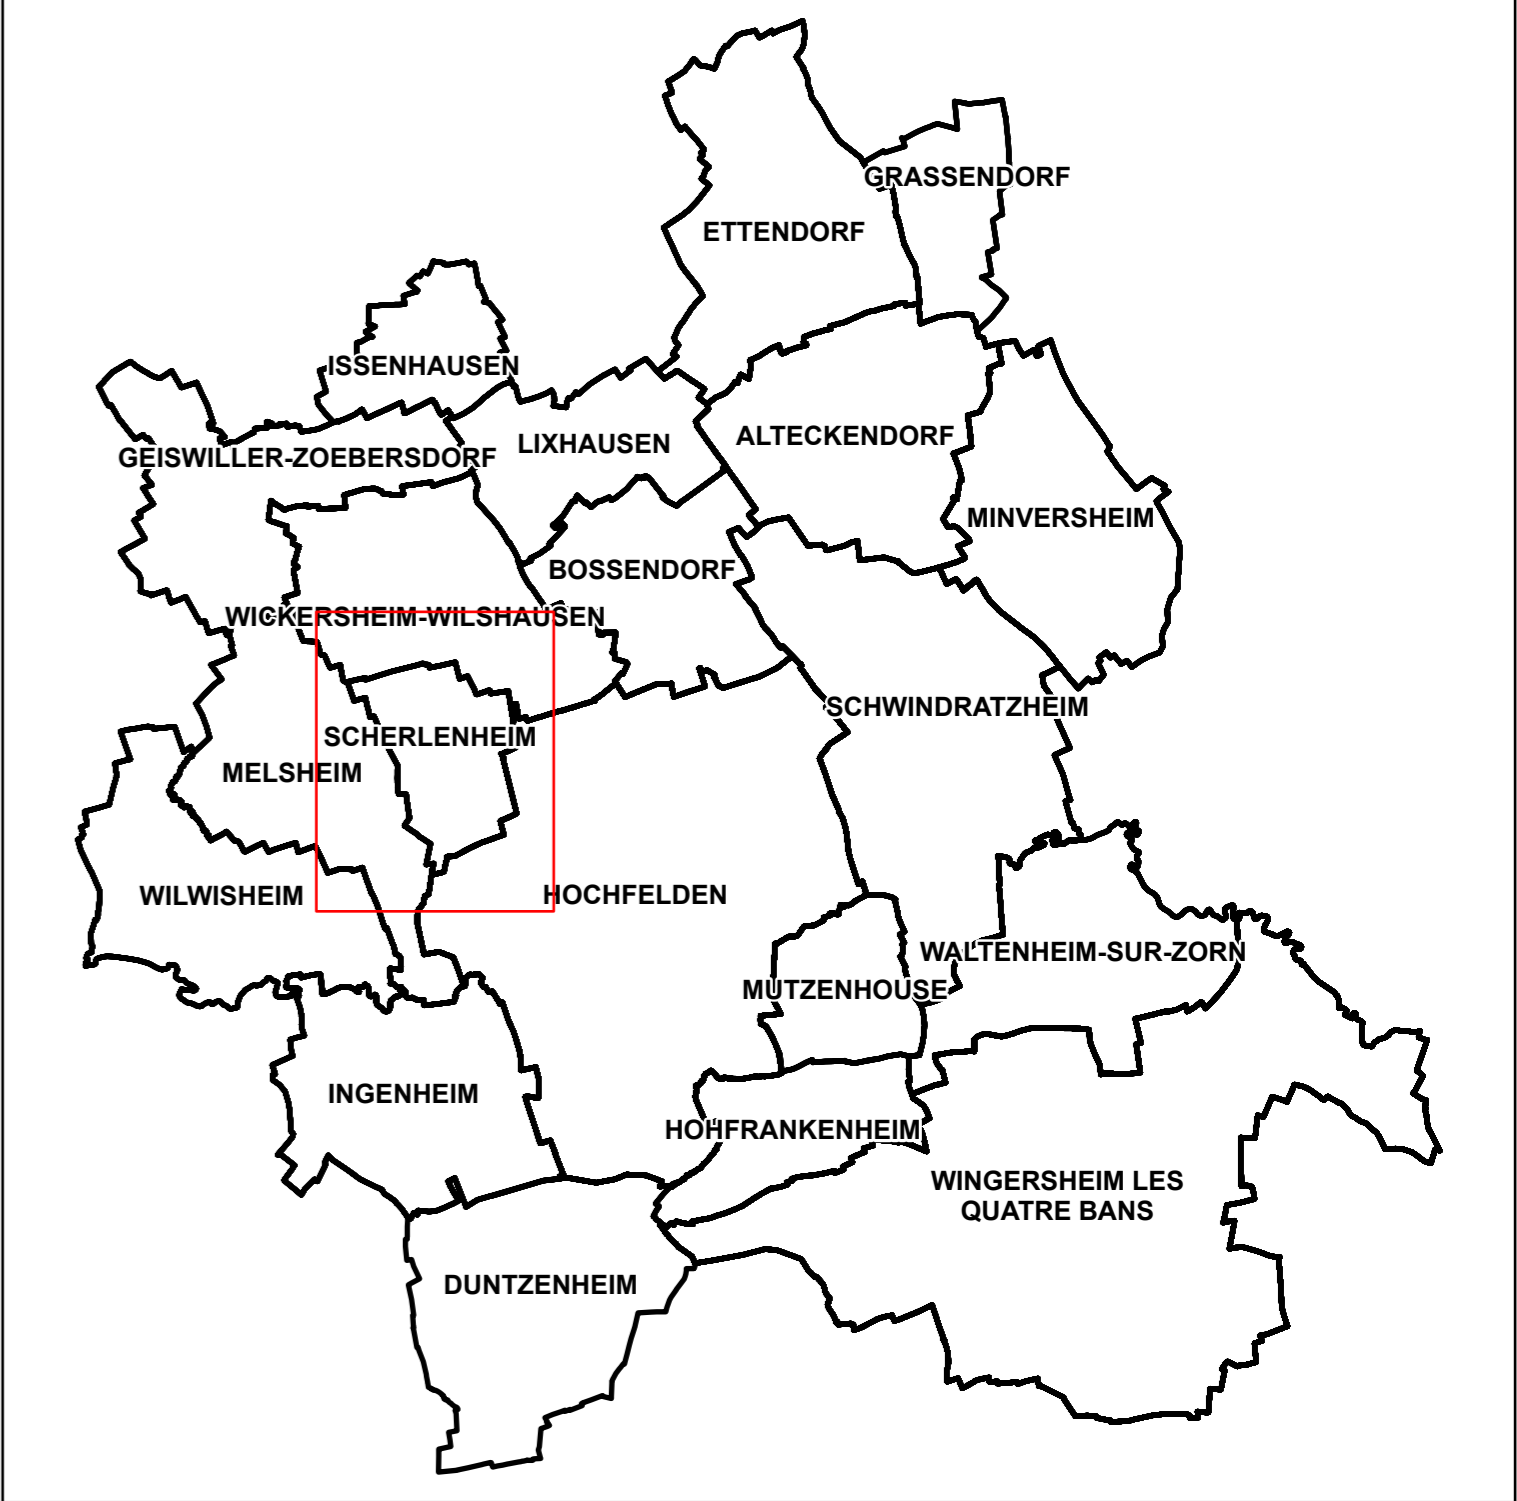 GRASSENDORF
ETTENDORF
ISSENHAUSEN
GEISWILLER-ZOEBERSDORF
LIXHAUSEN
ALTECKENDORF
MINVERSHEIM
BOSSENDORF
WICKERSHEIM-WILSHAUSEN
SCHWINDRATZHEIM
SCHERLENHEIM
MELSHEIM
WILWISHEIM
HOCHFELDEN
WALTENHEIM-SUR-ZORN
MUTZENHOUSE
INGENHEIM
HOHFRANKENHEIM
WINGERSHEIM LES
QUATRE BANS
DUNTZENHEIM